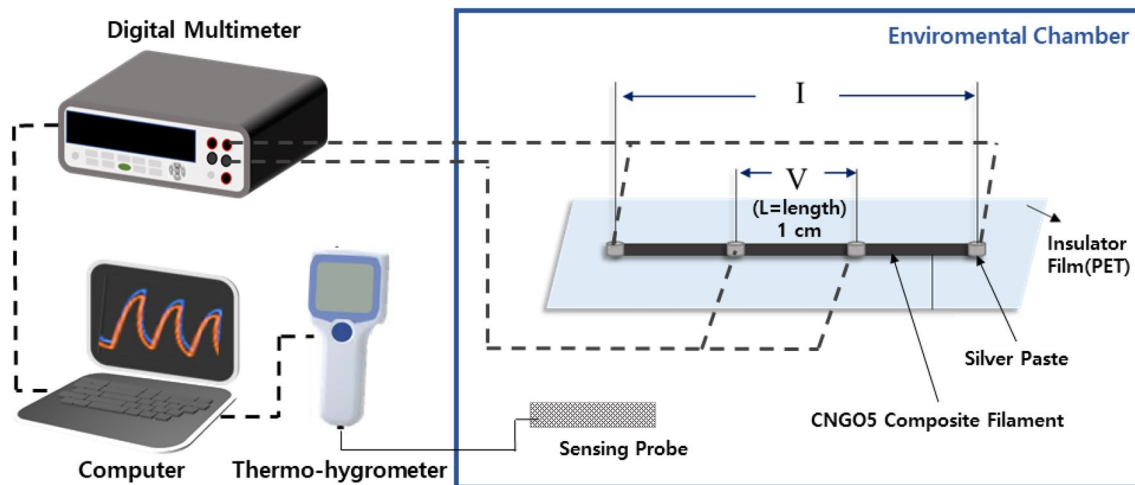 Digital Multimeter
Enviromental Chamber
I
V
(L=length)
1 cm
Insulator
Film(PET)
Silver Paste
CNGO5 Composite Filament
Sensing Probe
Computer
Thermo-hygrometer